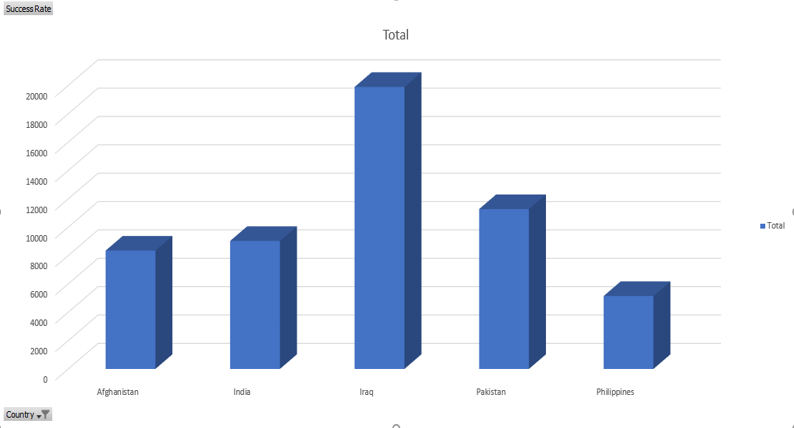 Success Rate
Total
20000
18000
16000
14000
12000
10000
8000
6000
4000
2000
0
Total
Afghanistan India Iraq Pakistan Philippines
Country